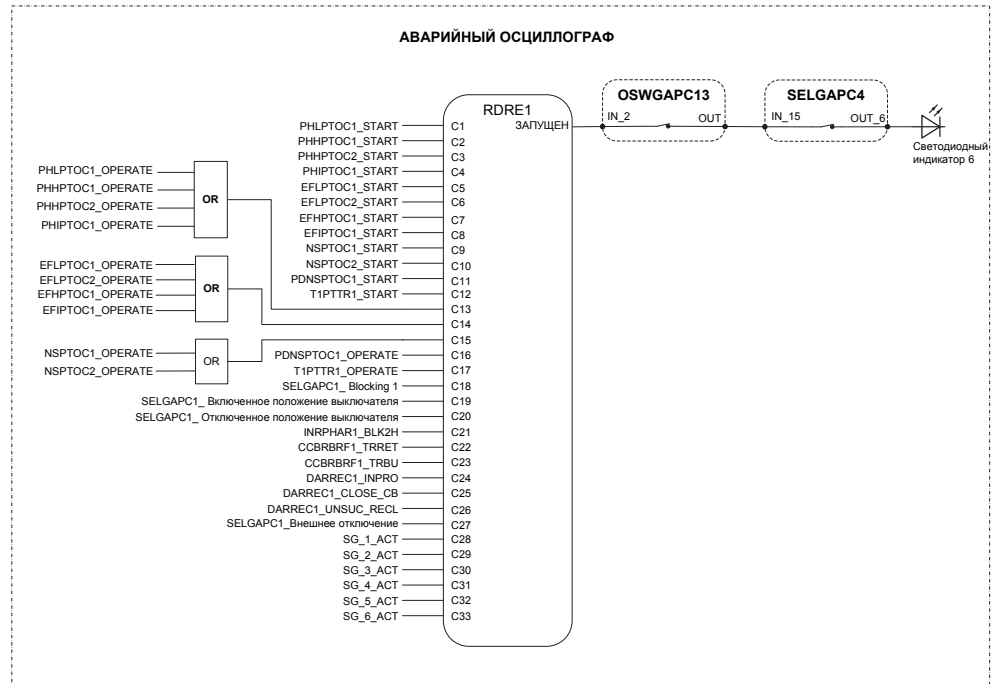 АВАРИЙНЫЙ ОСЦИЛЛОГРАФ
RDRE1
ЗАПУЩЕН
OSWGAPC13
IN_2
OUT
SELGAPC4
IN_15
OUT_6
Светодиодный
индикатор 6
PHLPTOC1_START
C1
PHHPTOC1_START
C2
PHHPTOC2_START
C3
PHIPTOC1_START
C4
EFLPTOC1_START
C5
EFLPTOC2_START
C6
EFHPTOC1_START
C7
EFIPTOC1_START
C8
NSPTOC1_START
C9
NSPTOC2_START
C10
PDNSPTOC1_START
C11
T1PTTR1_START
C12
PHLPTOC1_OPERATE
PHHPTOC1_OPERATE
PHHPTOC2_OPERATE
PHIPTOC1_OPERATE
OR
C13
EFLPTOC1_OPERATE
EFLPTOC2_OPERATE
EFHPTOC1_OPERATE
EFIPTOC1_OPERATE
OR
C14
NSPTOC1_OPERATE
NSPTOC2_OPERATE
OR
C15
PDNSPTOC1_OPERATE
C16
T1PTTR1_OPERATE
C17
SELGAPC1_ Blocking 1
C18
SELGAPC1_ Включенное положение выключателя
C19
SELGAPC1_ Отключенное положение выключателя
C20
INRPHAR1_BLK2H
C21
CCBRBRF1_TRRET
C22
CCBRBRF1_TRBU
C23
DARREC1_INPRO
C24
DARREC1_CLOSE_CB
C25
DARREC1_UNSUC_RECL
C26
SELGAPC1_Внешнее отключение
C27
SG_1_ACT
C28
SG_2_ACT
C29
SG_3_ACT
C30
SG_4_ACT
C31
SG_5_ACT
C32
SG_6_ACT
C33